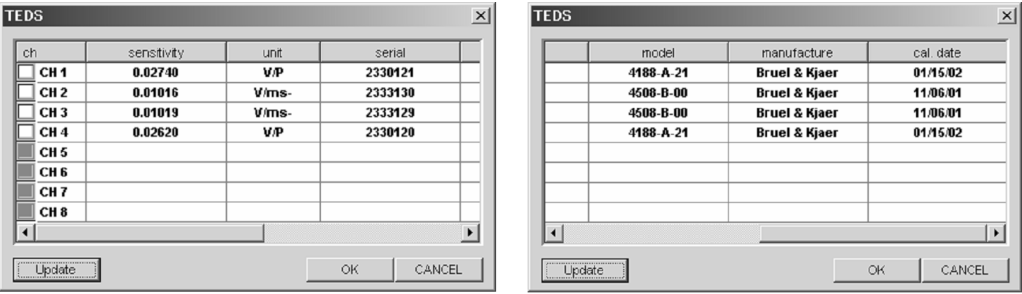 TEDS
ch sensitivity unit serial
CH 1 0.02740 V/P 2330121
CH 2 0.01016 V/ms- 2333130
CH 3 0.01019 V/ms- 2333129
CH 4 0.02620 V/P 2330120
CH 5
CH 6
CH 7
CH 8
Update OK CANCEL
TEDS
model manufacture cal. date
4188-A-21 Bruel & Kjaer 01/15/02
4508-B-00 Bruel & Kjaer 11/06/01
4508-B-00 Bruel & Kjaer 11/06/01
4188-A-21 Bruel & Kjaer 01/15/02
Update OK CANCEL